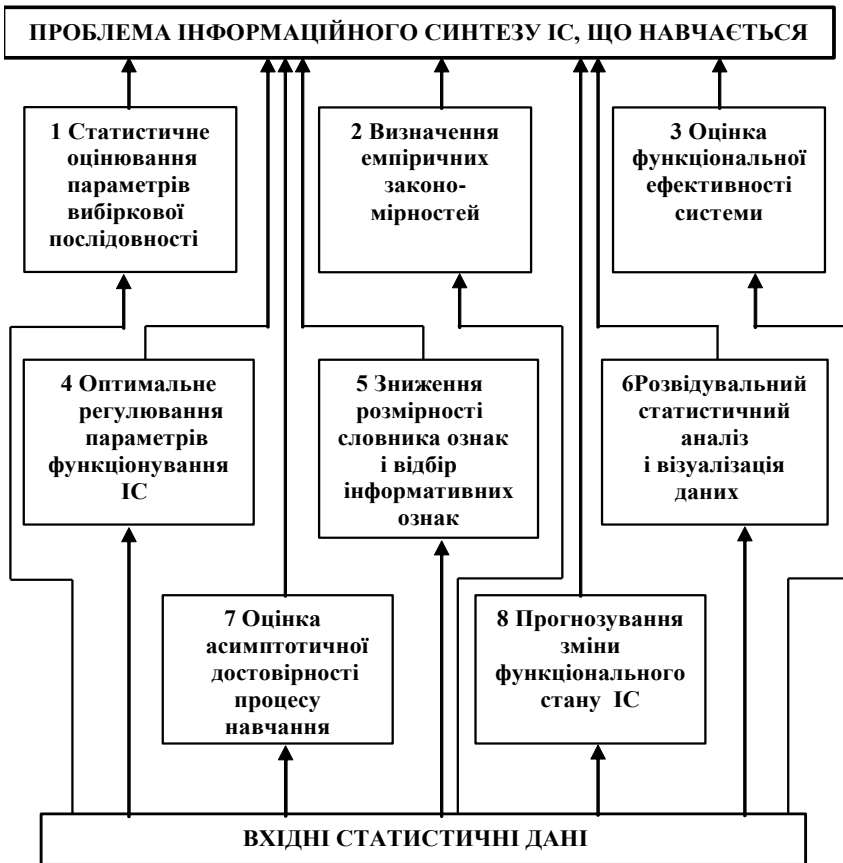 ПРОБЛЕМА ІНФОРМАЦІЙНОГО СИНТЕЗУ ІС, ЩО НАВЧАЄТЬСЯ
1 Статистичне
оцінювання
параметрів
вибіркової
послідовності
2 Визначення
емпіричних
законо-
мірностей
3 Оцінка
функціональної
ефективності
системи
4 Оптимальне
регулювання
параметрів
функціонування
ІС
5 Зниження
розмірності
словника ознак
і відбір
інформативних
ознак
6Розвідувальний
статистичний
аналіз
і візуалізація
даних
7 Оцінка
асимптотичної
достовірності
процесу
навчання
8 Прогнозування
зміни
функціонального
стану ІС
ВХІДНІ СТАТИСТИЧНІ ДАНІ